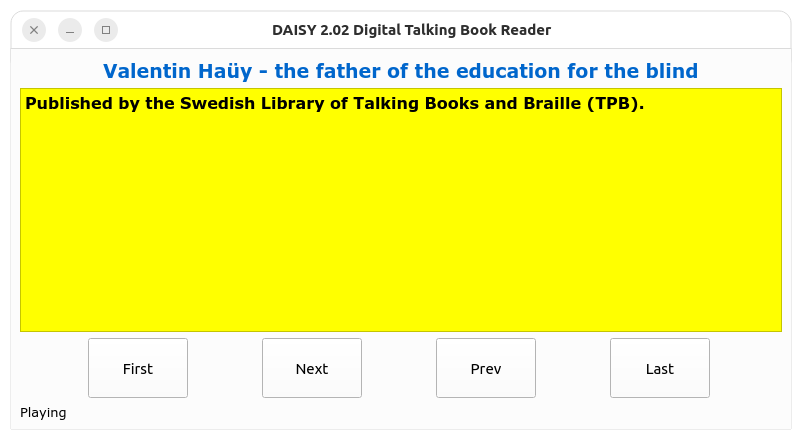 DAISY 2.02 Digital Talking Book Reader
Valentin Haüy - the father of the education for the blind
Published by the Swedish Library of Talking Books and Braille (TPB).
First
Next
Prev
Last
Playing